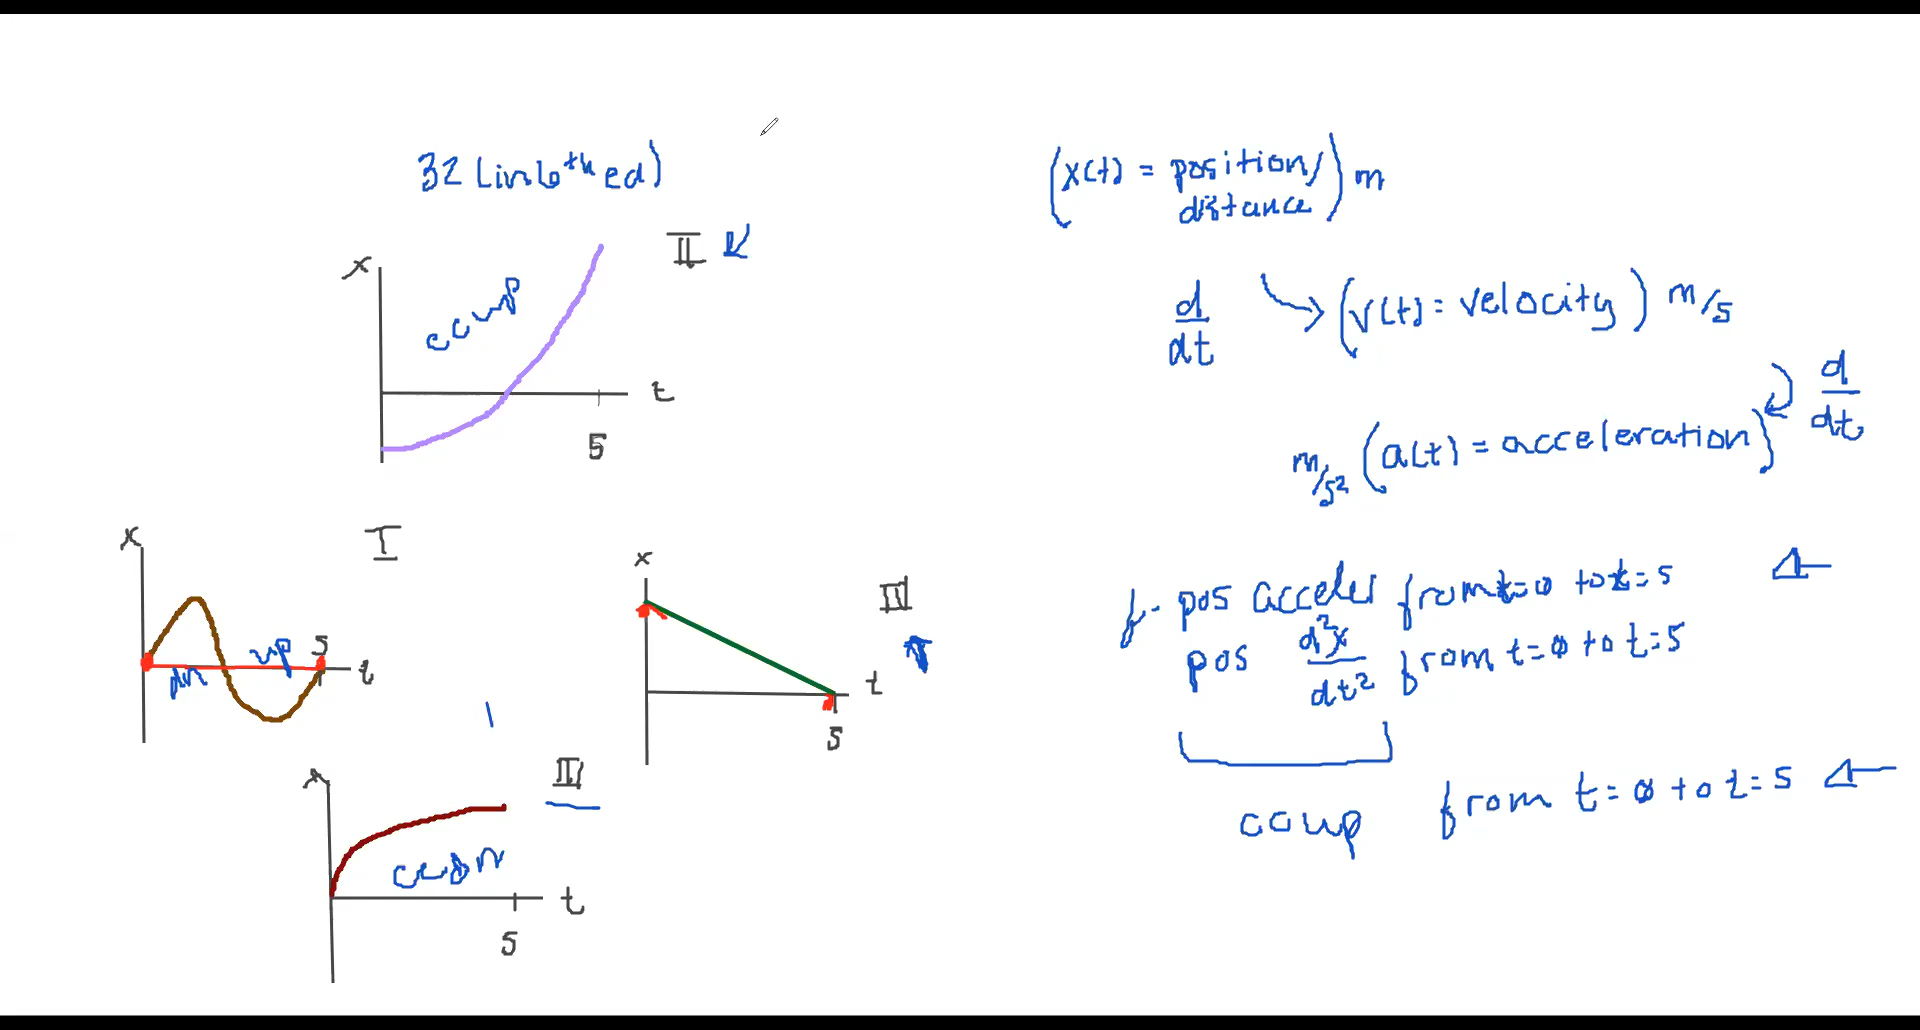 32 (in 6th ed)
x
II
ccup
t
5
x
I
5
up
dn
t
x
III
t
5
x
IV
ccdn
t
5
(x(t) = position/
distance) m
d/dt
(v(t) = velocity) m/s
d/dt
m/s² (a(t) = acceleration)
f. pos acceler from t=0 to t=5
pos d²x/dt² from t=0 to t=5
ccup from t=0 to t=5